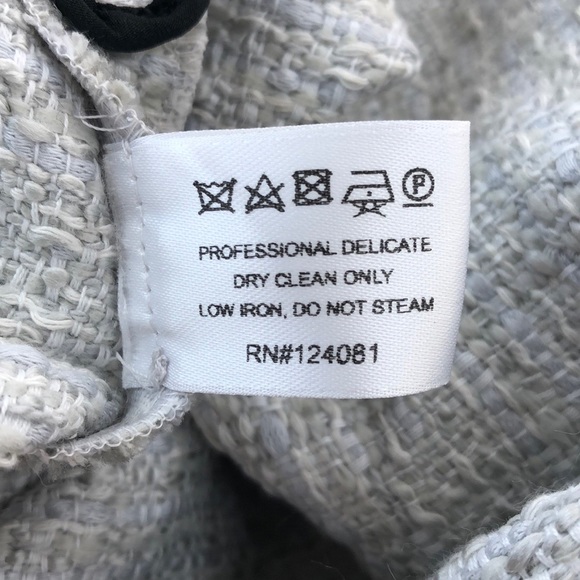 P
PROFESSIONAL DELICATE
DRY CLEAN ONLY
LOW IRON, DO NOT STEAM
RN#124081